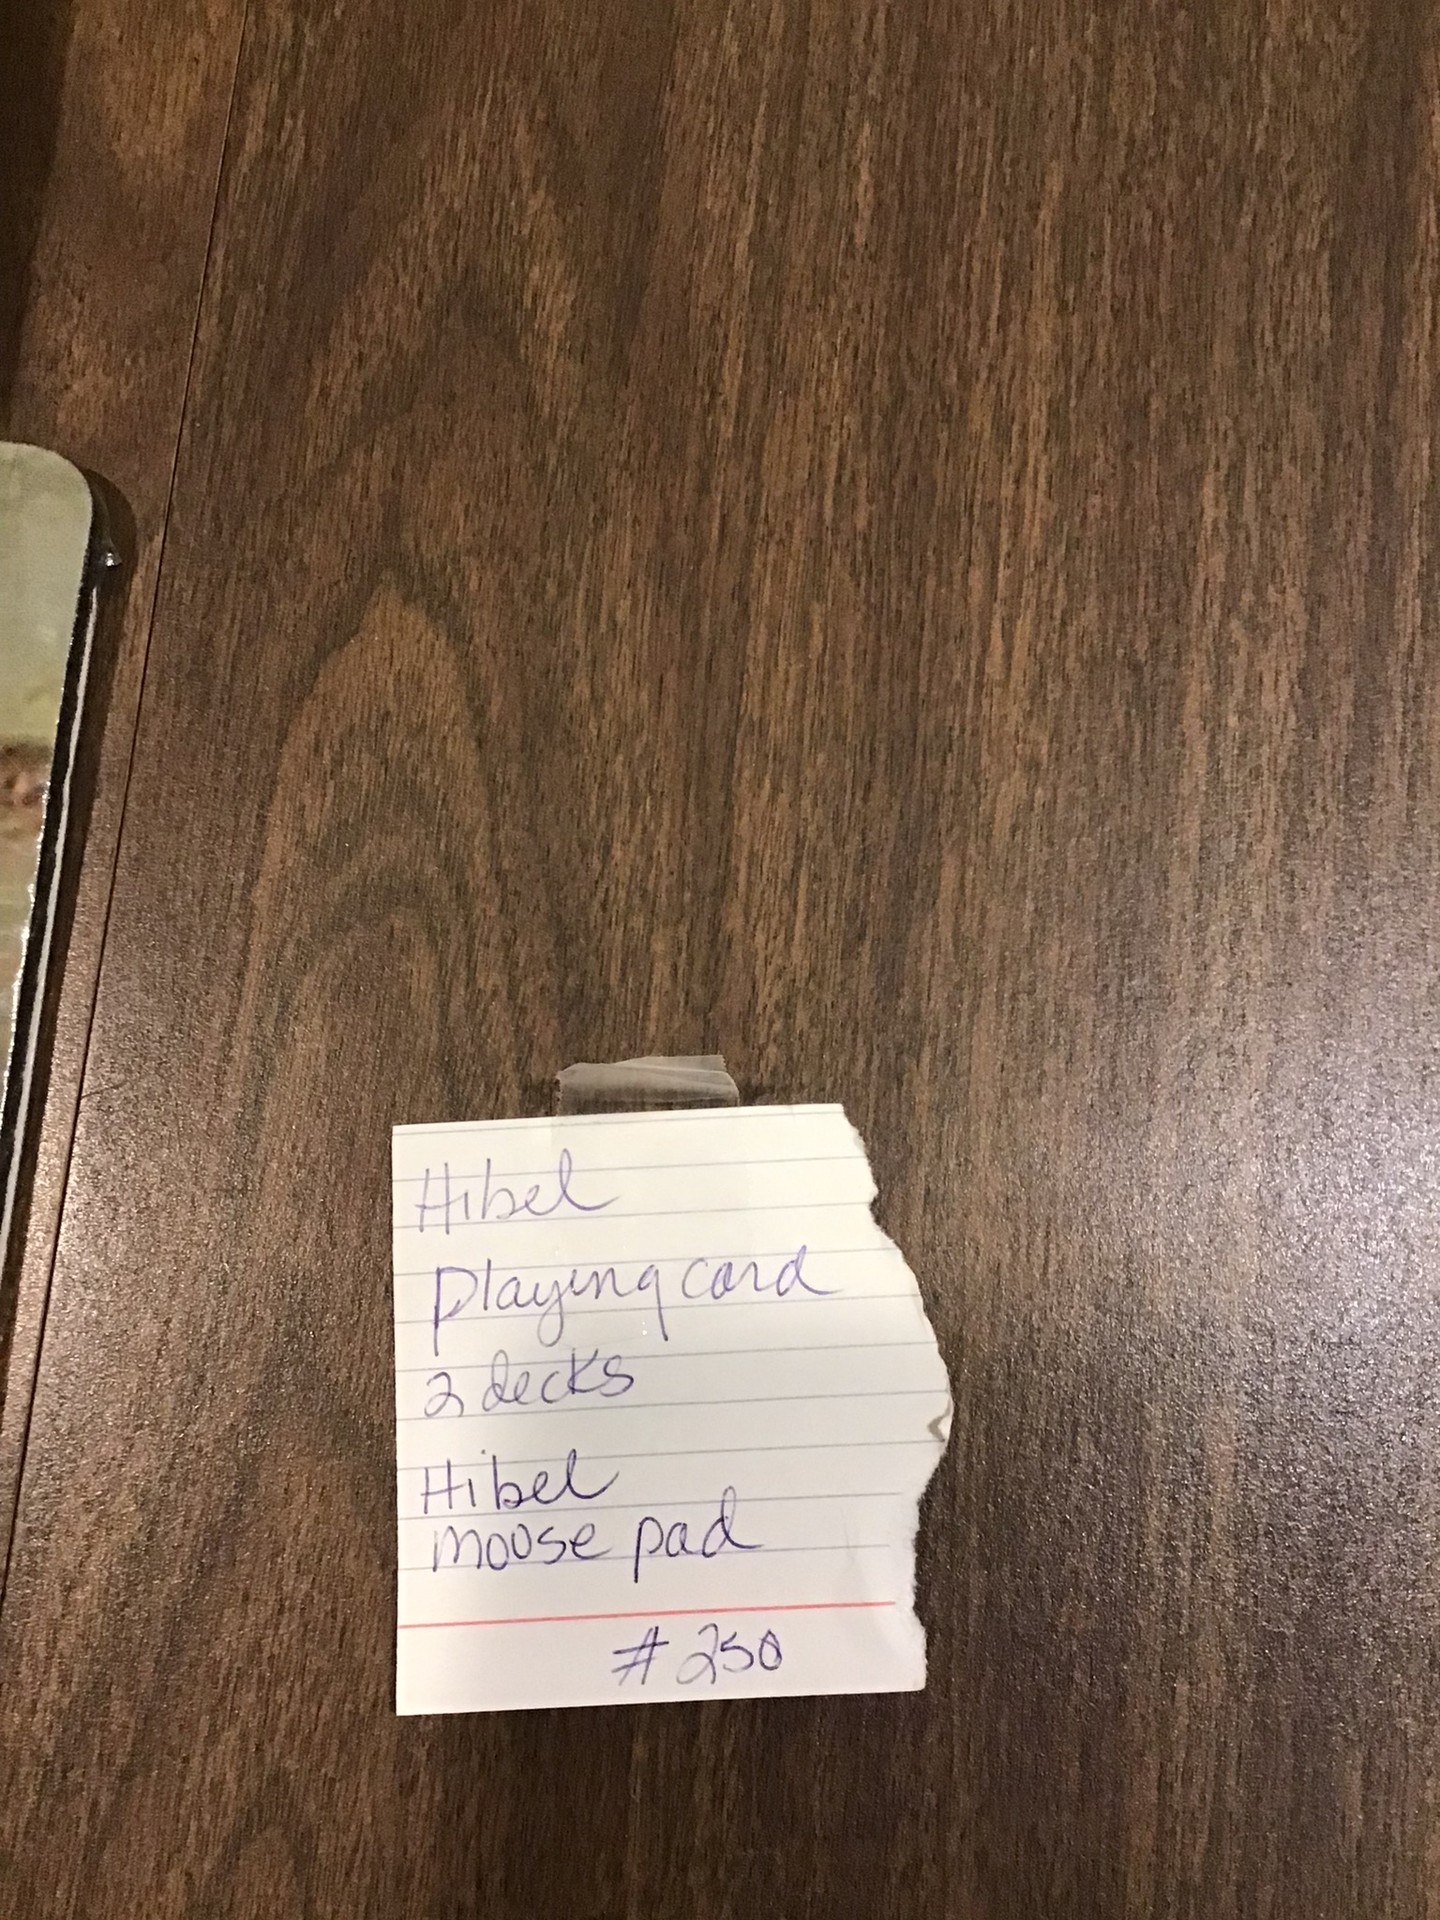 Hibel
playing card
2 decks
Hibel
moose pad
# 250